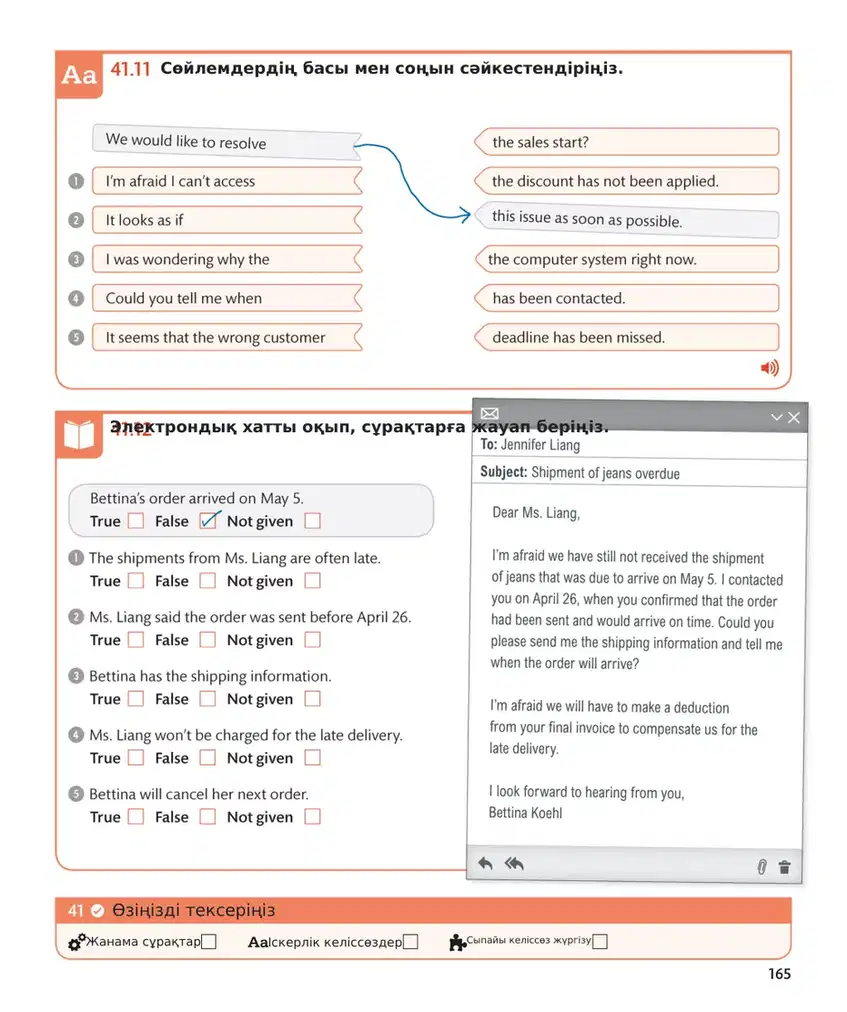 Aa 41.11 Сөйлемдердің басы мен соңын сәйкестендіріңіз.
We would like to resolve
the sales start?
1 I'm afraid I can't access
the discount has not been applied.
2 It looks as if
this issue as soon as possible.
3 I was wondering why the
the computer system right now.
4 Could you tell me when
has been contacted.
5 It seems that the wrong customer
deadline has been missed.
41.12 Электрондық хатты оқып, сұрақтарға жауап беріңіз.
Bettina's order arrived on May 5.
True False Not given
1 The shipments from Ms. Liang are often late.
True False Not given
2 Ms. Liang said the order was sent before April 26.
True False Not given
3 Bettina has the shipping information.
True False Not given
4 Ms. Liang won't be charged for the late delivery.
True False Not given
5 Bettina will cancel her next order.
True False Not given
To: Jennifer Liang
Subject: Shipment of jeans overdue
Dear Ms. Liang,
I'm afraid we have still not received the shipment
of jeans that was due to arrive on May 5. I contacted
you on April 26, when you confirmed that the order
had been sent and would arrive on time. Could you
please send me the shipping information and tell me
when the order will arrive?
I'm afraid we will have to make a deduction
from your final invoice to compensate us for the
late delivery.
I look forward to hearing from you,
Bettina Koehl
41 Өзіңізді тексеріңіз
Жанама сұрақтар Aa Іскерлік келіссөздер Сыпайы келіссөз жүргізу
165